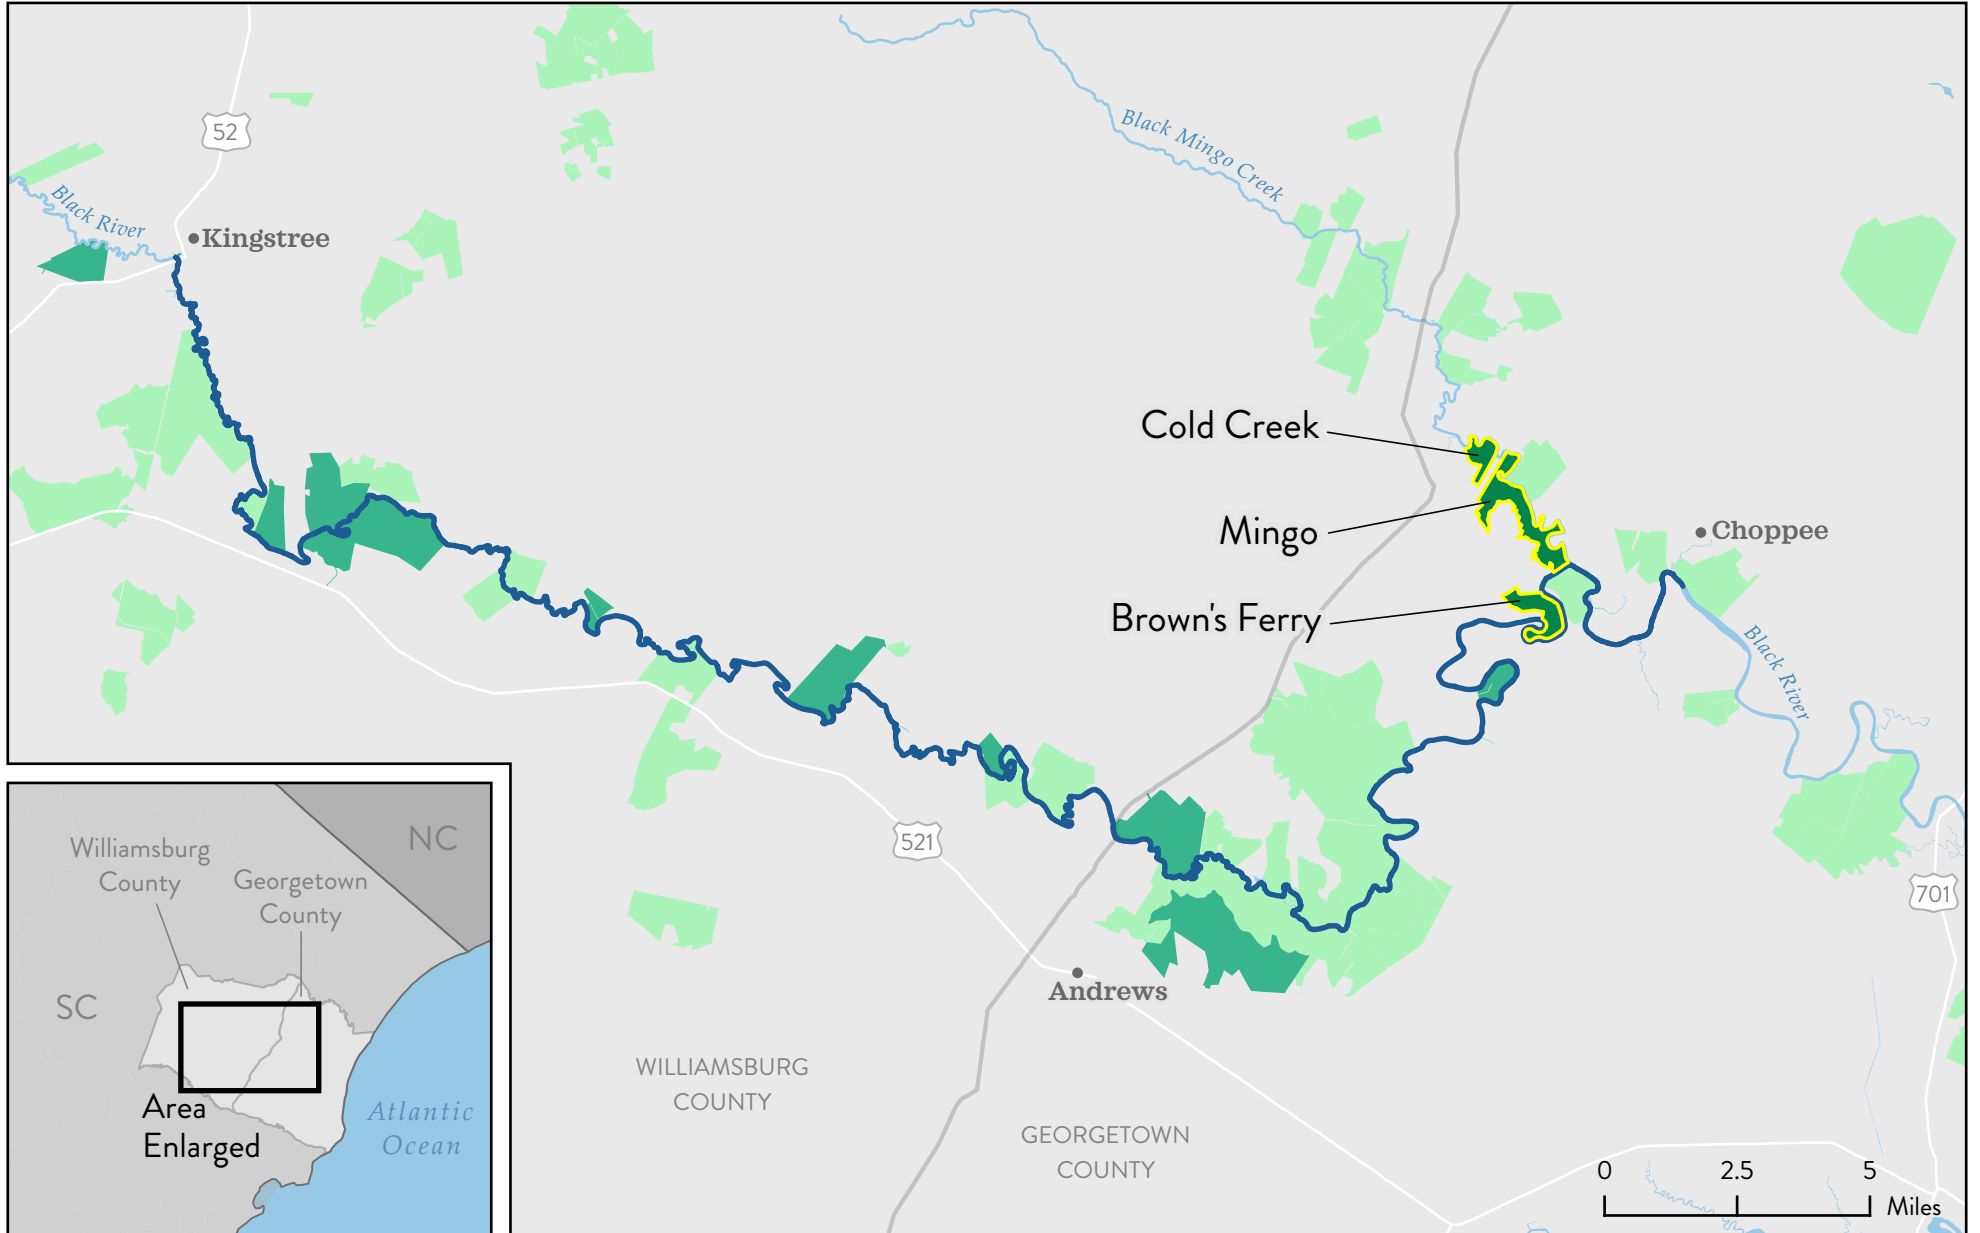 52
Black River
Kingstree
Black Mingo Creek
Cold Creek
Mingo
Brown's Ferry
Choppee
Black River
521
701
Andrews
WILLIAMSBURG
COUNTY
GEORGETOWN
COUNTY
0 2.5 5
Miles
NC
Williamsburg
County
Georgetown
County
SC
Area
Enlarged
Atlantic
Ocean